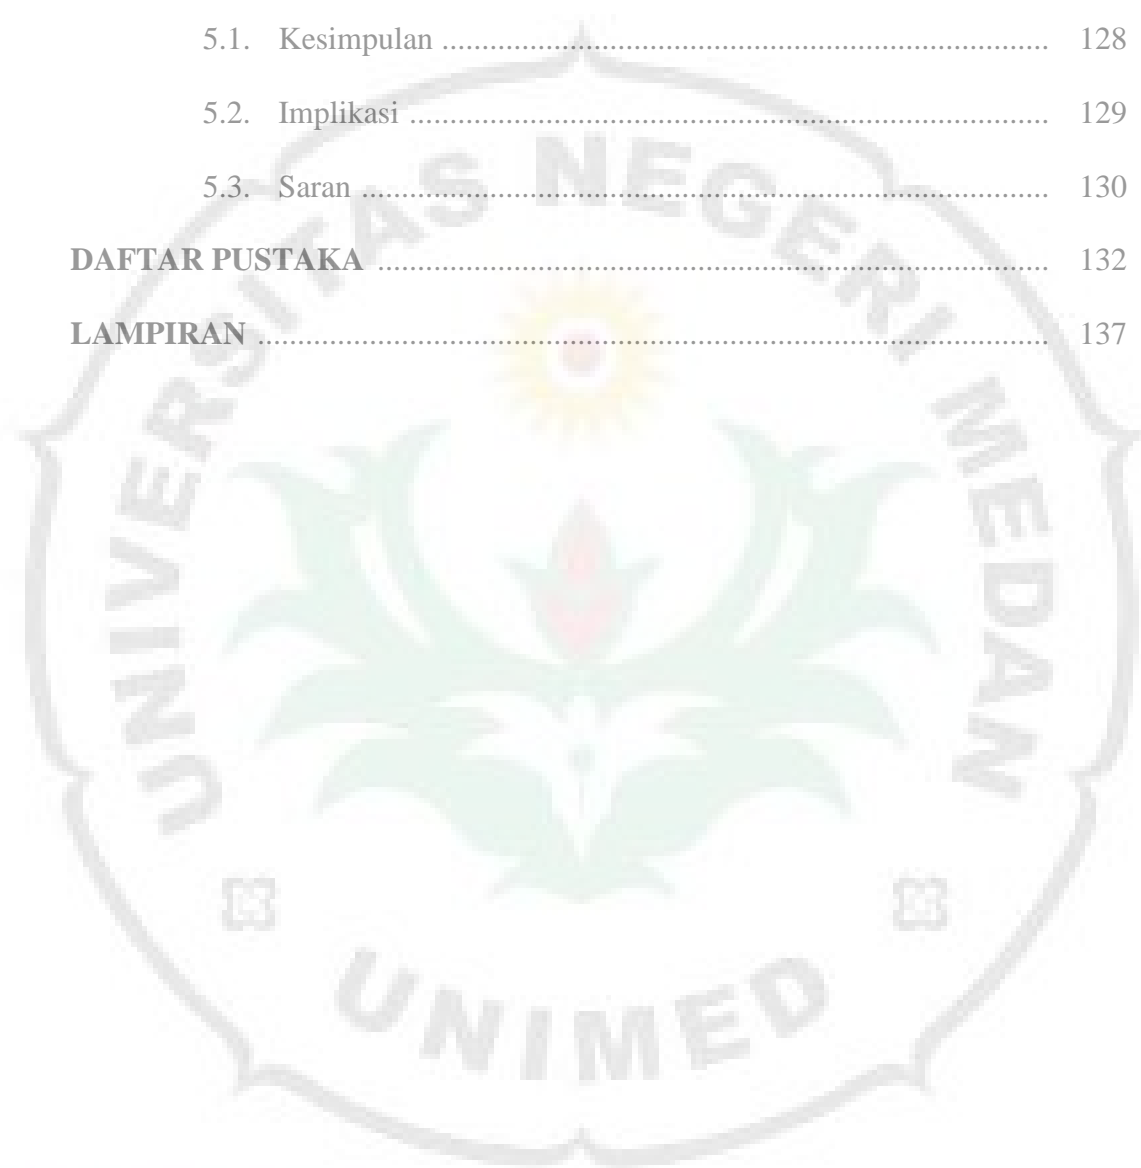 5.1. Kesimpulan ............................................................................. 128
5.2. Implikasi ................................................................................. 129
5.3. Saran ....................................................................................... 130
DAFTAR PUSTAKA ..................................................................................... 132
LAMPIRAN .................................................................................................... 137
UNIVERSITAS NEGERI MEDAN
UNIMED